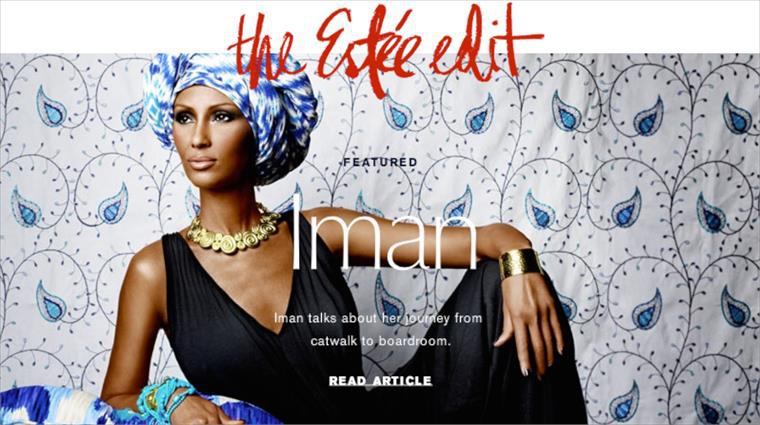 the Estée edit
FEATURED
Iman
Iman talks about her journey from
catwalk to boardroom.
READ ARTICLE